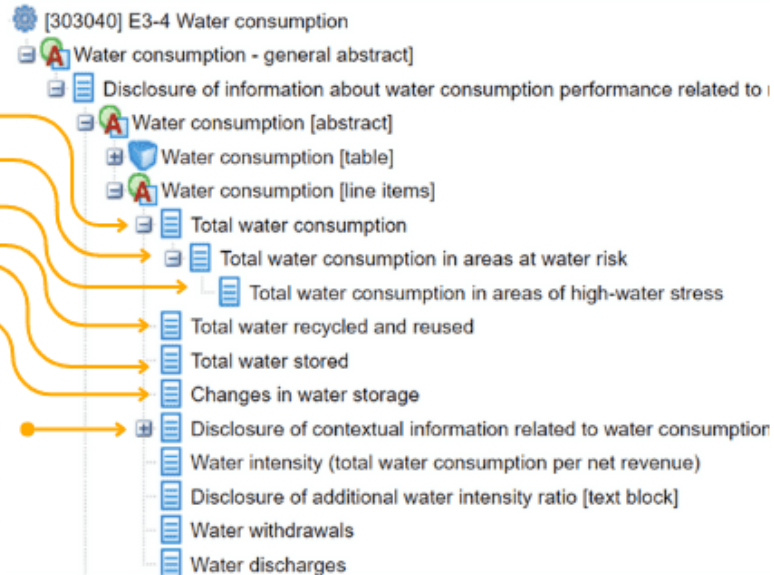 [303040] E3-4 Water consumption
Water consumption - general abstract]
Disclosure of information about water consumption performance related to
Water consumption [abstract]
Water consumption [table]
Water consumption [line items]
Total water consumption
Total water consumption in areas at water risk
Total water consumption in areas of high-water stress
Total water recycled and reused
Total water stored
Changes in water storage
Disclosure of contextual information related to water consumption
Water intensity (total water consumption per net revenue)
Disclosure of additional water intensity ratio [text block]
Water withdrawals
Water discharges